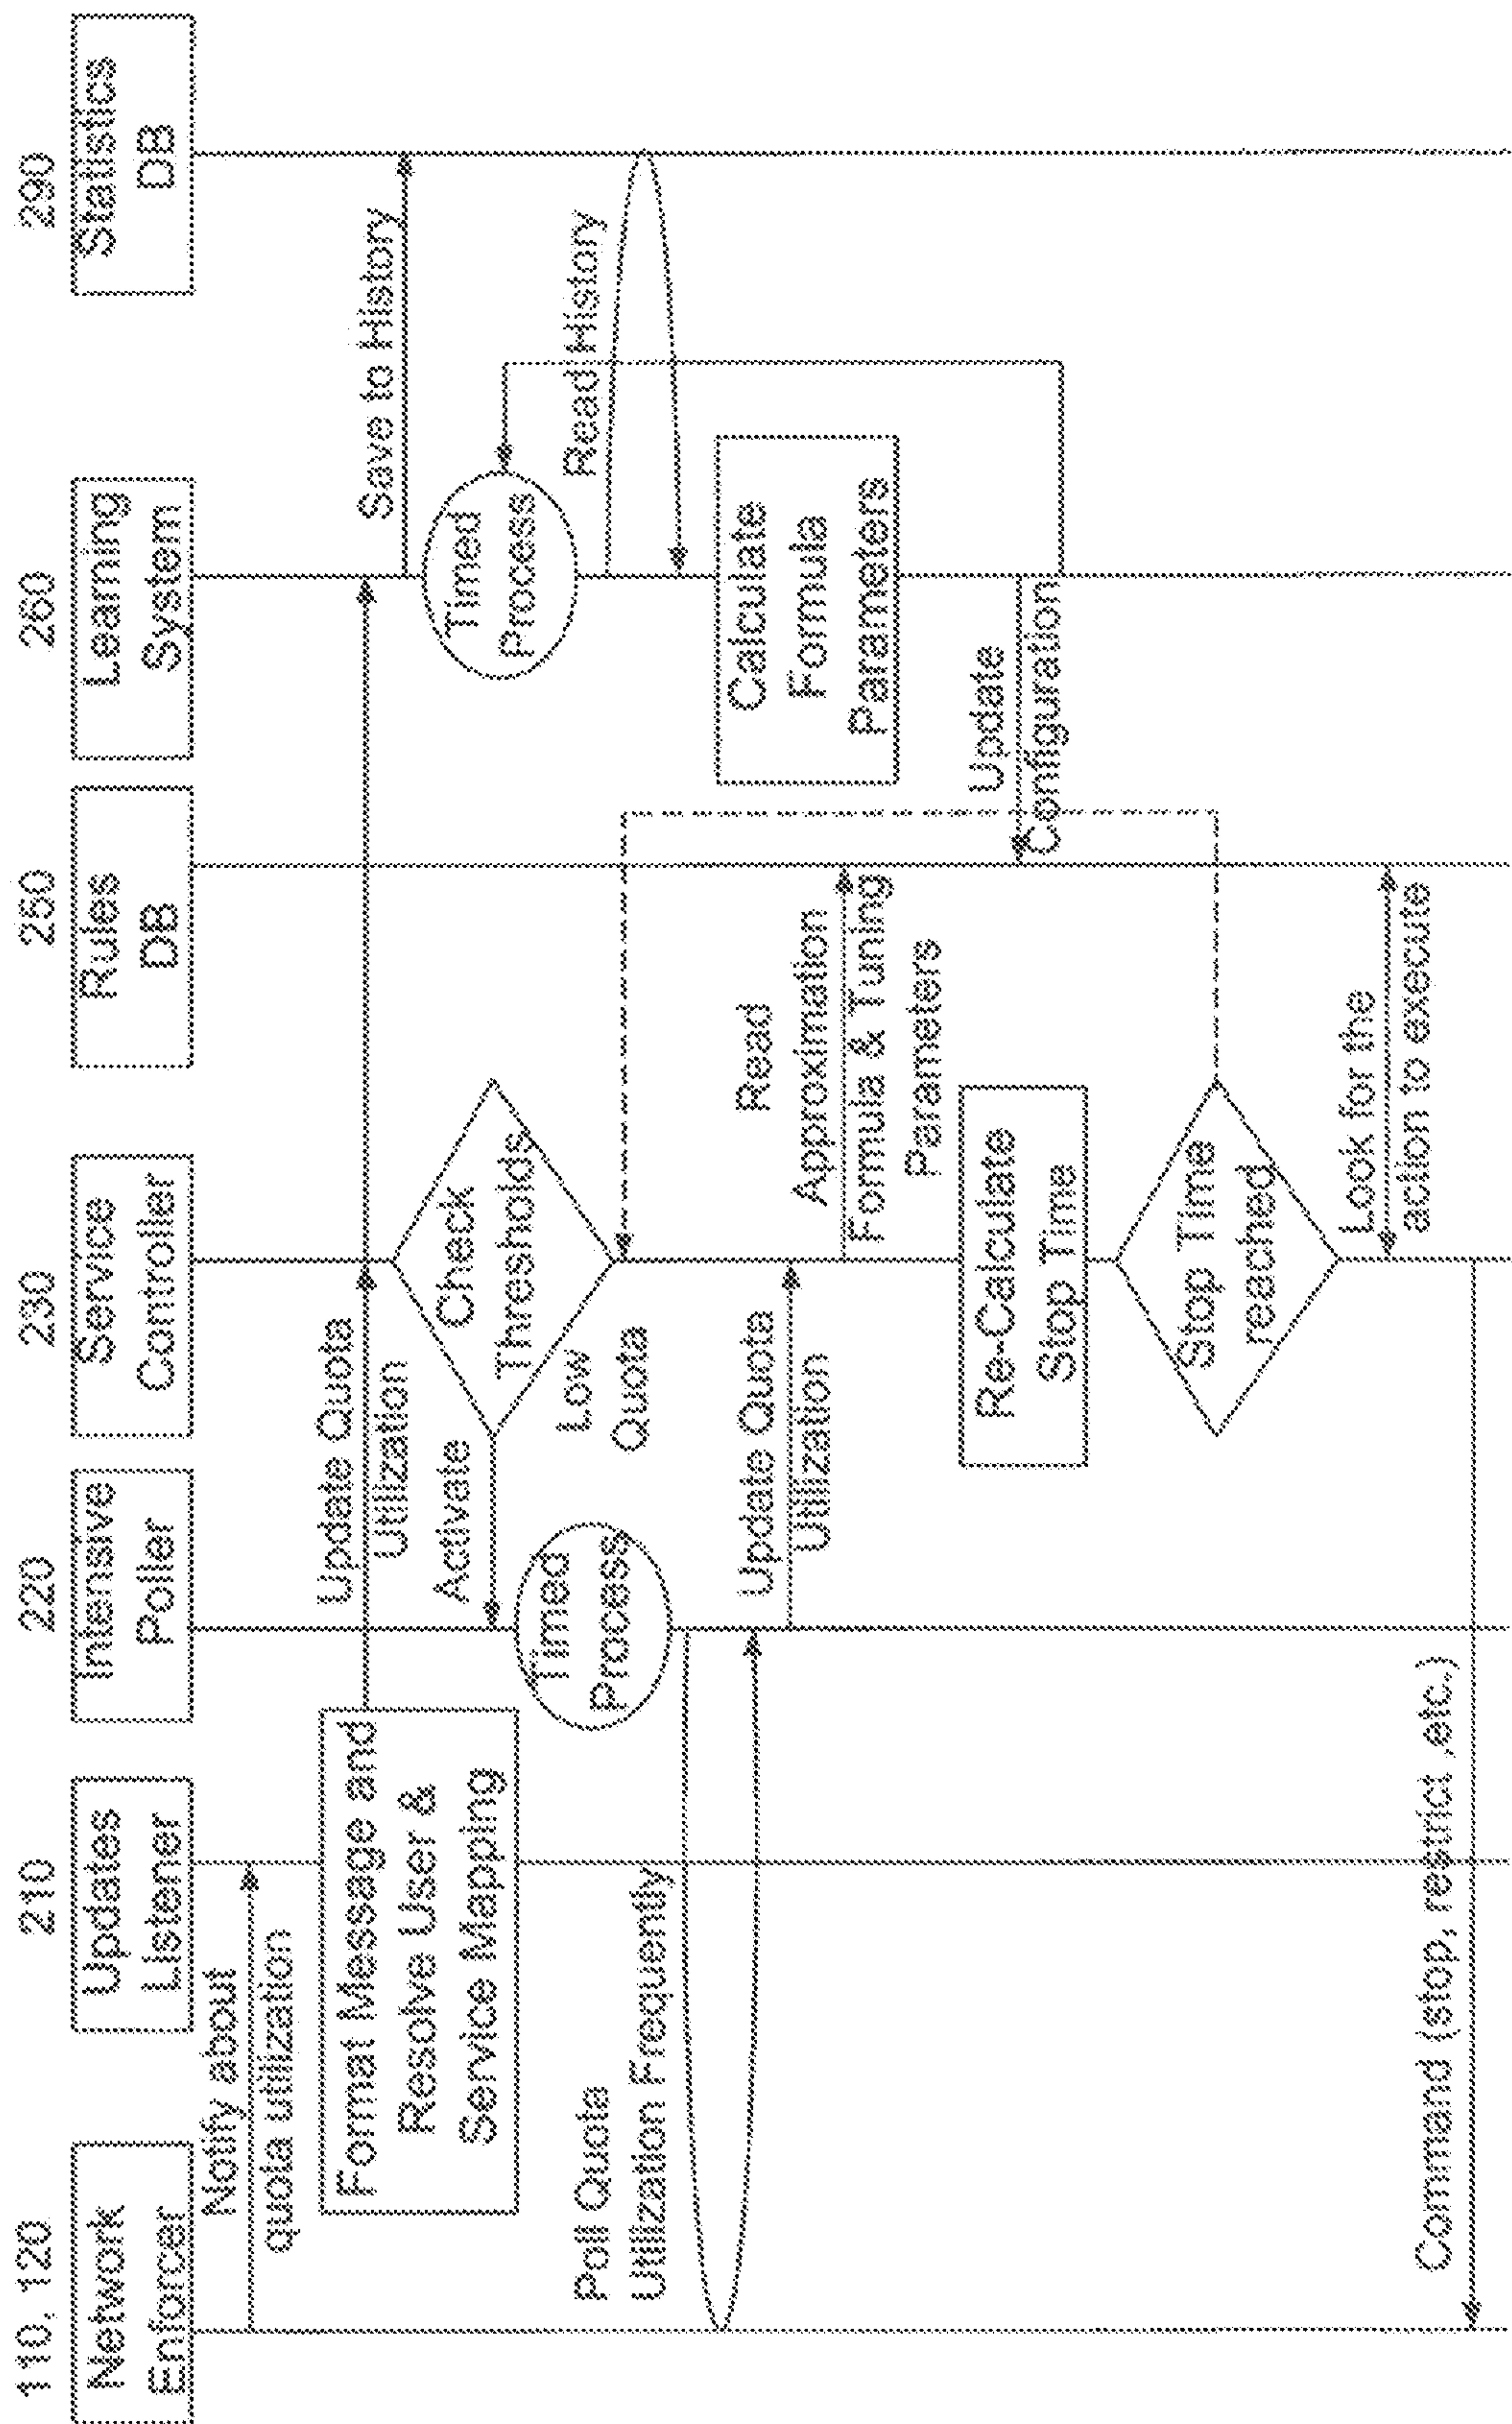 110, 120
Network
Enforcer
210
Updates
Listener
220
Intensive
Poller
230
Service
Controller
250
Rules
DB
260
Learning
System
290
Statistics
DB
Notify about
quota utilization
Format Message and
Resolve User &
Service Mapping
Update Quota
Utilization
Save to History
Activate
Check
Thresholds
Timed
Process
Low
Quota
Timed
Process
Read History
Poll Quota
Utilization Frequently
Update Quota
Utilization
Read
Approximation
Formula & Tuning
Parameters
Calculate
Formula
Parameters
Re-Calculate
Stop Time
Update
Configuration
Stop Time
reached
Look for the
action to execute
Command (stop, restrict ,etc.)